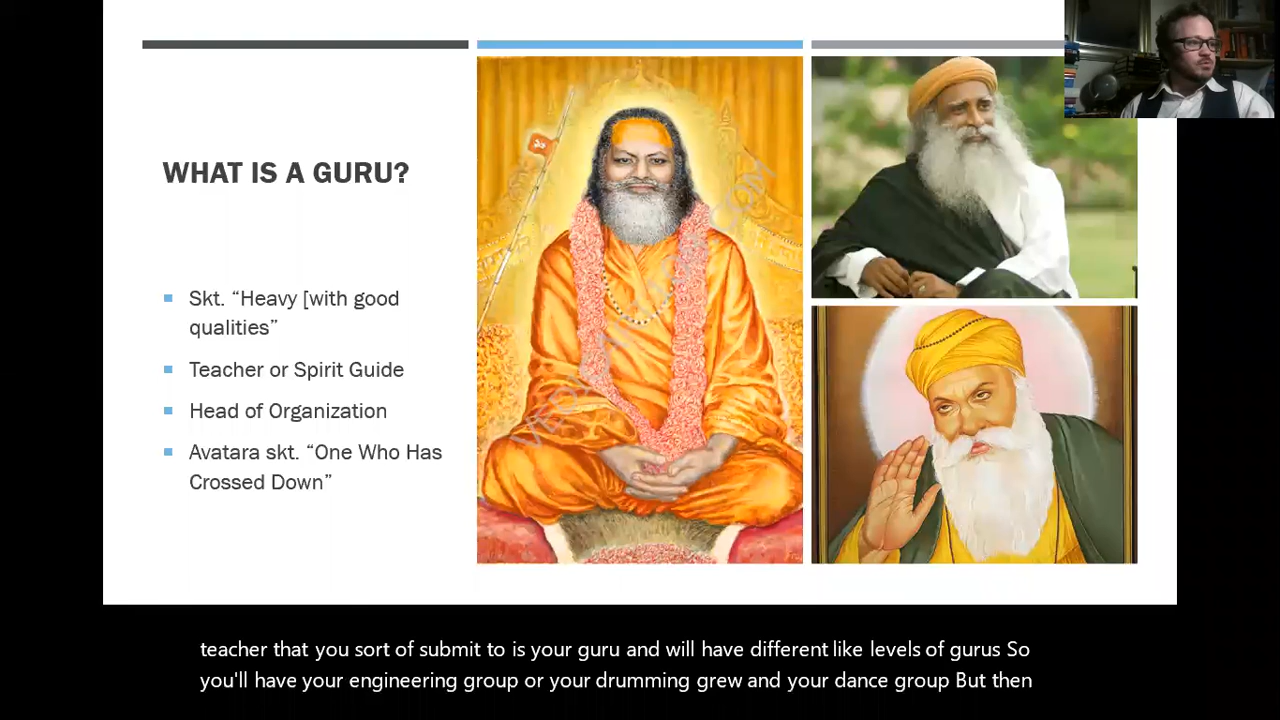 WHAT IS A GURU?
Skt. “Heavy [with good
qualities”
Teacher or Spirit Guide
Head of Organization
Avatara skt. “One Who Has
Crossed Down”
teacher that you sort of submit to is your guru and will have different like levels of gurus So
you'll have your engineering group or your drumming grew and your dance group But then